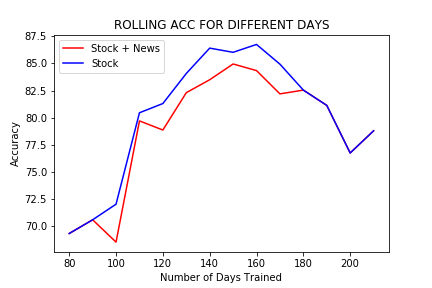 ROLLING ACC FOR DIFFERENT DAYS
Stock + News
Stock
Accuracy
87.5
85.0
82.5
80.0
77.5
75.0
72.5
70.0
80 100 120 140 160 180 200
Number of Days Trained